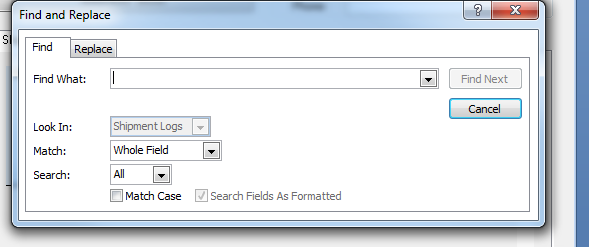 Phone
Find and Replace
Find Replace
Find What: Find Next
Cancel
Look In: Shipment Logs
Match: Whole Field
Search: All
Match Case Search Fields As Formatted